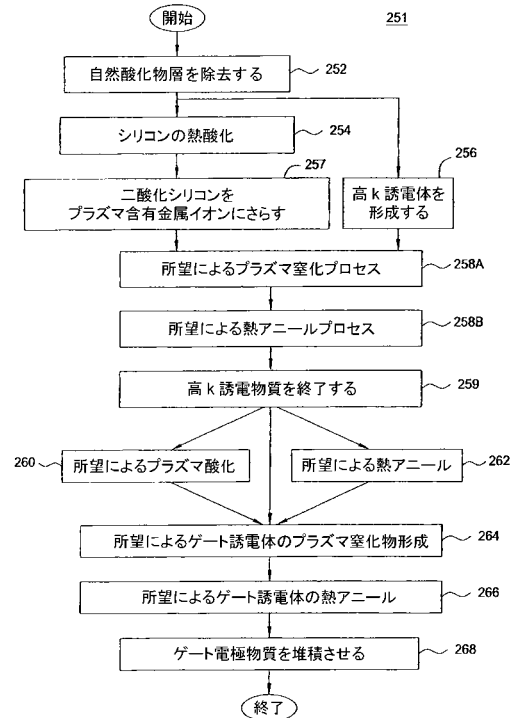 開始
251
自然酸化物層を除去する
252
シリコンの熱酸化
254
256
257
二酸化シリコンを
プラズマ含有金属イオンにさらす
高k誘電体を
形成する
所望によるプラズマ窒化プロセス
258A
所望による熱アニールプロセス
258B
高k誘電物質を終了する
259
260
所望によるプラズマ酸化
所望による熱アニール
262
所望によるゲート誘電体のプラズマ窒化物形成
264
所望によるゲート誘電体の熱アニール
266
ゲート電極物質を堆積させる
268
終了